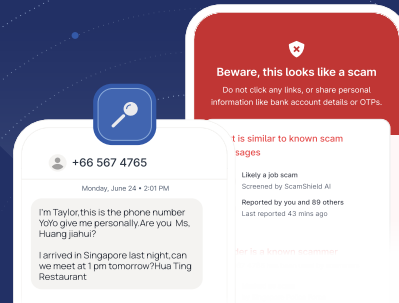 Beware, this looks like a scam
Do not click any links, or share personal
information like bank account details or OTPs.
is similar to known scam
sages
Likely a job scam
Screened by ScamShield AI
Reported by you and 89 others
Last reported 43 mins ago
is a known scammer
+66 567 4765
Monday, June 24 • 2:01 PM
I'm Taylor,this is the phone number
YoYo give me personally.Are you Ms,
Huang jiahui?
I arrived in Singapore last night,can
we meet at 1 pm tomorrow?Hua Ting
Restaurant